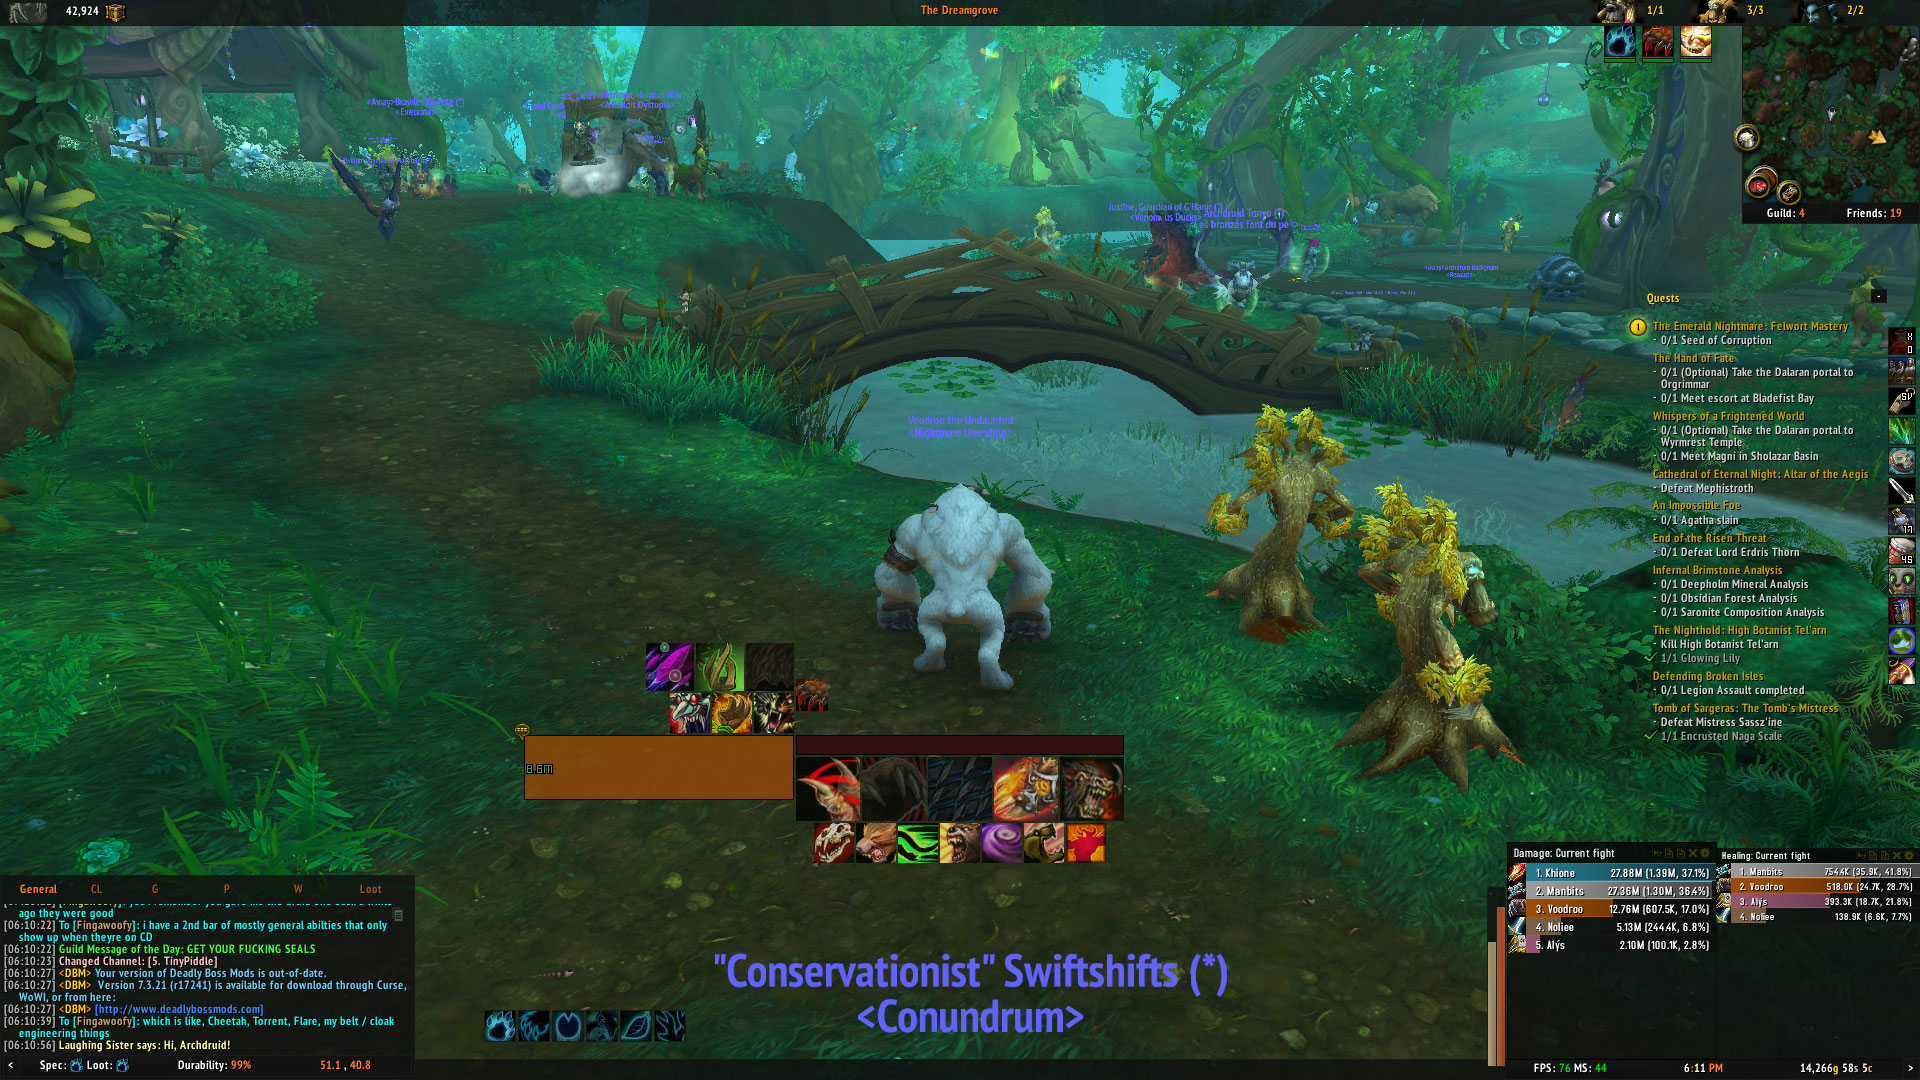 42,924
The Dreamgrove
1/1
3/3
2/2
Guild: 4
Friends: 19
<Execrate>
Justine, Guardian of G'Hanir (*)
Archdruid
Voodroo the Undaunted
<Nightmare Unending>
Quests
The Emerald Nightmare: Felwort Mastery
- 0/1 Seed of Corruption
The Hand of Fate
- 0/1 (Optional) Take the Dalaran portal to
Orgrimmar
- 0/1 Meet escort at Bladefist Bay
Whispers of a Frightened World
- 0/1 (Optional) Take the Dalaran portal to
Wyrmrest Temple
- 0/1 Meet Magni in Sholazar Basin
Cathedral of Eternal Night: Altar of the Aegis
- Defeat Mephistroth
An Impossible Foe
- 0/1 Agatha slain
End of the Risen Threat
- 0/1 Defeat Lord Erdris Thorn
Infernal Brimstone Analysis
- 0/1 Deepholm Mineral Analysis
- 0/1 Obsidian Forest Analysis
- 0/1 Saronite Composition Analysis
The Nighthold: High Botanist Tel'arn
- Kill High Botanist Tel'arn
1/1 Glowing Lily
Defending Broken Isles
- 0/1 Legion Assault completed
Tomb of Sargeras: The Tomb's Mistress
- Defeat Mistress Sassz'ine
1/1 Encrusted Naga Scale
8.6M
"Conservationist" Swiftshifts (*)
<Conundrum>
General
CL
G
P
W
Loot
ago they were good
[06:10:22] To [Fingawoofy]: i have a 2nd bar of mostly general abilties that only
show up when theyre on CD
[06:10:22] Guild Message of the Day: GET YOUR FUCKING SEALS
[06:10:23] Changed Channel: [5. TinyPiddle]
[06:10:27] <DBM> Your version of Deadly Boss Mods is out-of-date.
[06:10:27] <DBM> Version 7.3.21 (r17241) is available for download through Curse,
WoWI, or from here:
[06:10:27] <DBM> [http://www.deadlybossmods.com]
[06:10:39] To [Fingawoofy]: which is like, Cheetah, Torrent, Flare, my belt / cloak
engineering things
[06:10:56] Laughing Sister says: Hi, Archdruid!
< Spec: Loot: Durability: 99% 51.1 , 40.8
Damage: Current fight
1. Khione 27.88M (1.39M, 37.1%)
2. Manbits 27.36M (1.30M, 36.4%)
3. Voodroo 12.76M (607.5K, 17.0%)
4. Noliee 5.13M (244.4K, 6.8%)
5. Alýs 2.10M (100.1K, 2.8%)
Healing: Current fight
1. Manbits 754.4K (35.9K, 41.8%)
2. Voodroo 518.0K (24.7K, 28.7%)
3. Alýs 393.3K (18.7K, 21.8%)
4. Noliee 138.9K (6.6K, 7.7%)
FPS: 76 MS: 44
6:11 PM
14,266g 58s 5c >